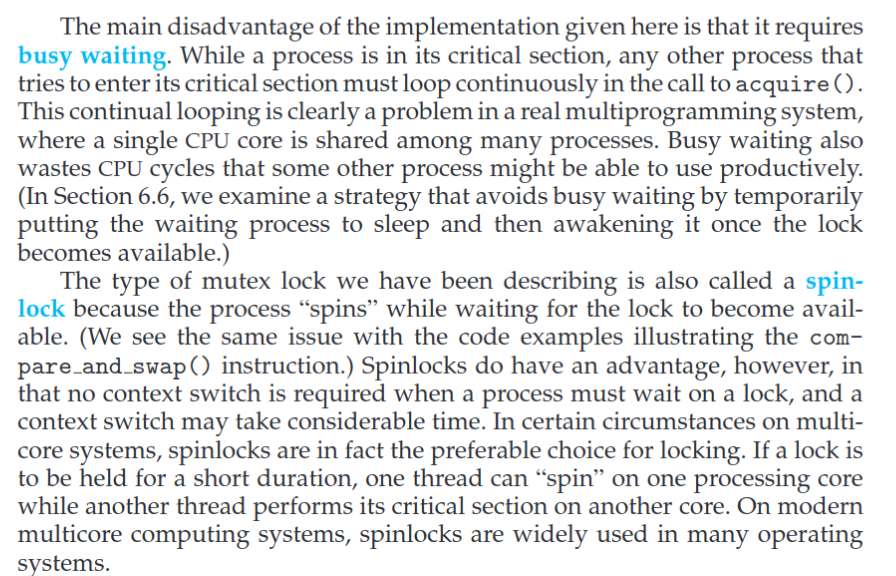 The main disadvantage of the implementation given here is that it requires
busy waiting. While a process is in its critical section, any other process that
tries to enter its critical section must loop continuously in the call to acquire().
This continual looping is clearly a problem in a real multiprogramming system,
where a single CPU core is shared among many processes. Busy waiting also
wastes CPU cycles that some other process might be able to use productively.
(In Section 6.6, we examine a strategy that avoids busy waiting by temporarily
putting the waiting process to sleep and then awakening it once the lock
becomes available.)
The type of mutex lock we have been describing is also called a spin-
lock because the process “spins” while waiting for the lock to become avail-
able. (We see the same issue with the code examples illustrating the com-
pare_and_swap() instruction.) Spinlocks do have an advantage, however, in
that no context switch is required when a process must wait on a lock, and a
context switch may take considerable time. In certain circumstances on multi-
core systems, spinlocks are in fact the preferable choice for locking. If a lock is
to be held for a short duration, one thread can “spin” on one processing core
while another thread performs its critical section on another core. On modern
multicore computing systems, spinlocks are widely used in many operating
systems.